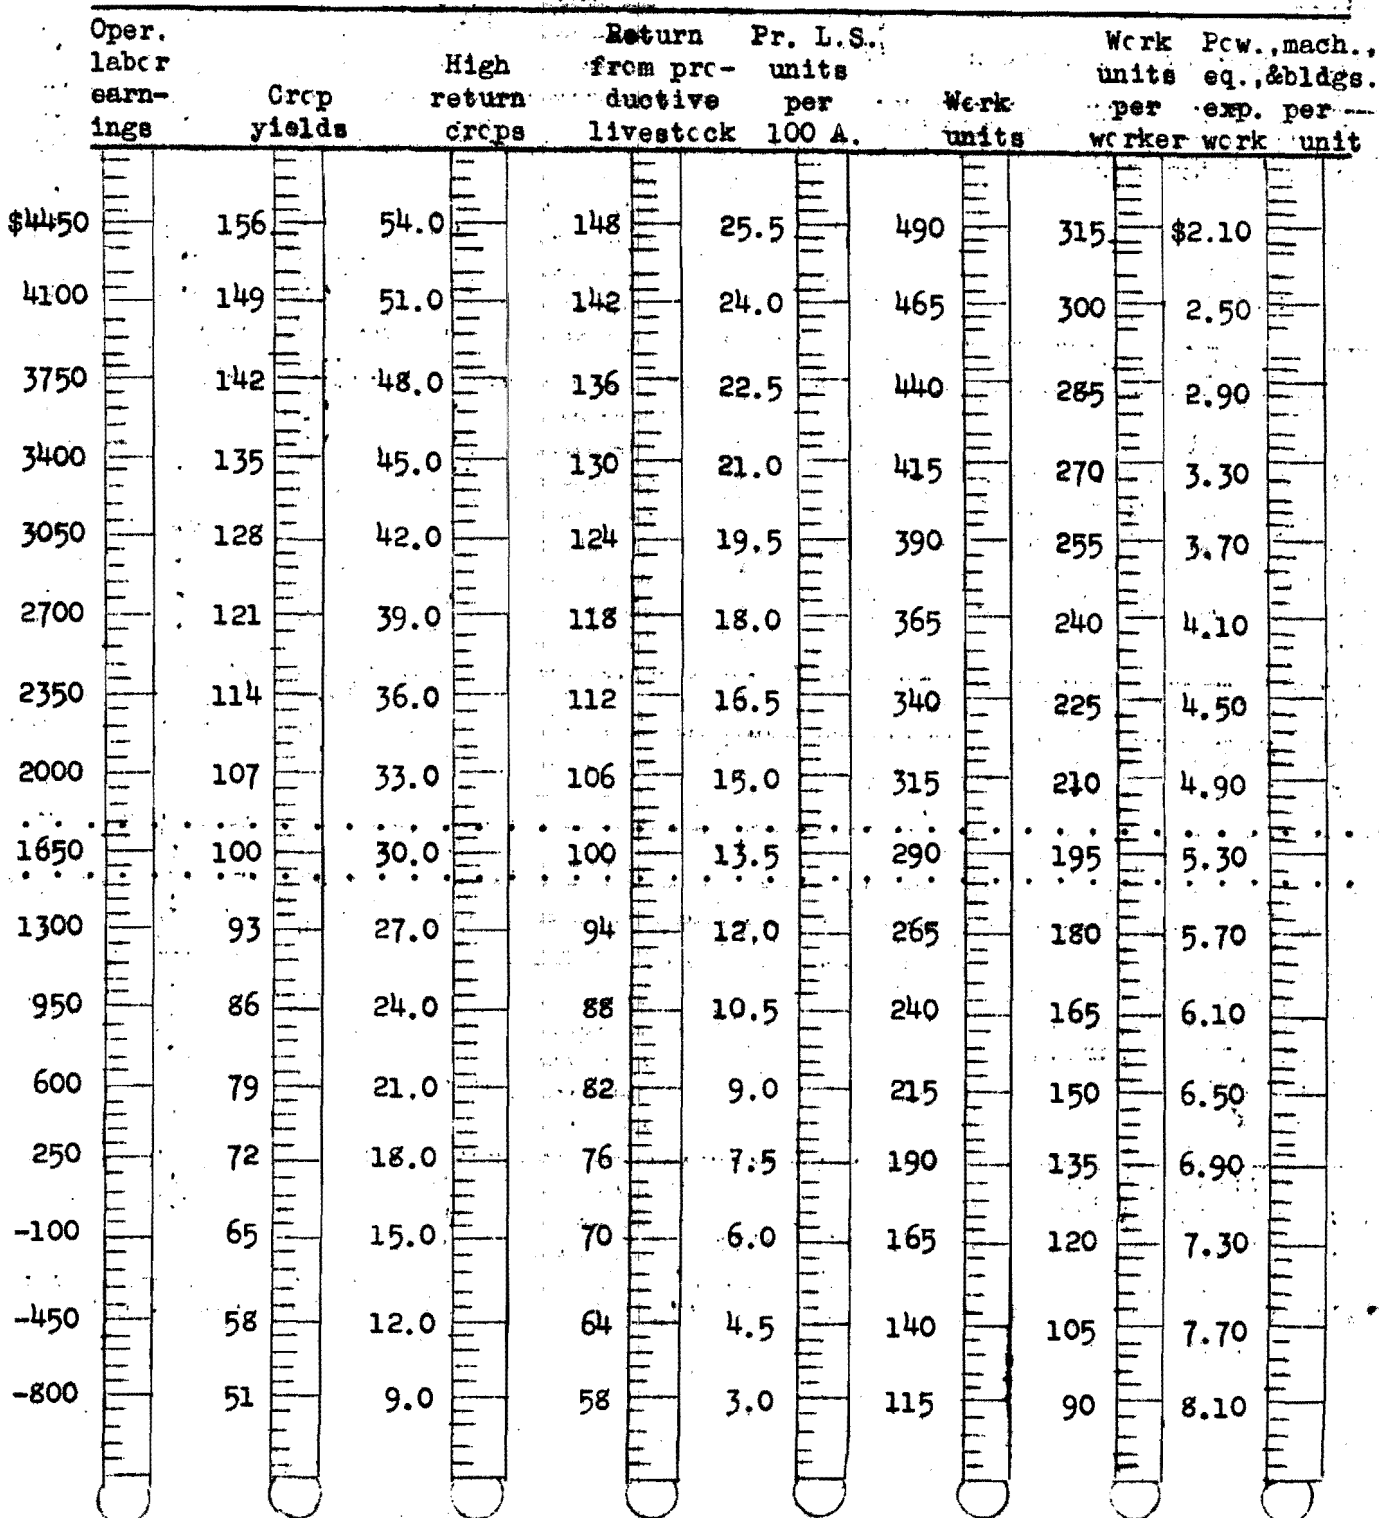 Oper. Return Pr. L.S., Work Pow.,mach.,
labor High from pro- units units eq.,&bldgs.
earn- Crop return ductive per Work per exp. per
ings yields crops livestock 100 A. units worker work unit
$4450 156 54.0 148 25.5 490 315 $2.10
4100 149 51.0 142 24.0 465 300 2.50
3750 142 48.0 136 22.5 440 285 2.90
3400 135 45.0 130 21.0 415 270 3.30
3050 128 42.0 124 19.5 390 255 3.70
2700 121 39.0 118 18.0 365 240 4.10
2350 114 36.0 112 16.5 340 225 4.50
2000 107 33.0 106 15.0 315 210 4.90
1650 100 30.0 100 13.5 290 195 5.30
1300 93 27.0 94 12.0 265 180 5.70
950 86 24.0 88 10.5 240 165 6.10
600 79 21.0 82 9.0 215 150 6.50
250 72 18.0 76 7.5 190 135 6.90
-100 65 15.0 70 6.0 165 120 7.30
-450 58 12.0 64 4.5 140 105 7.70
-800 51 9.0 58 3.0 115 90 8.10